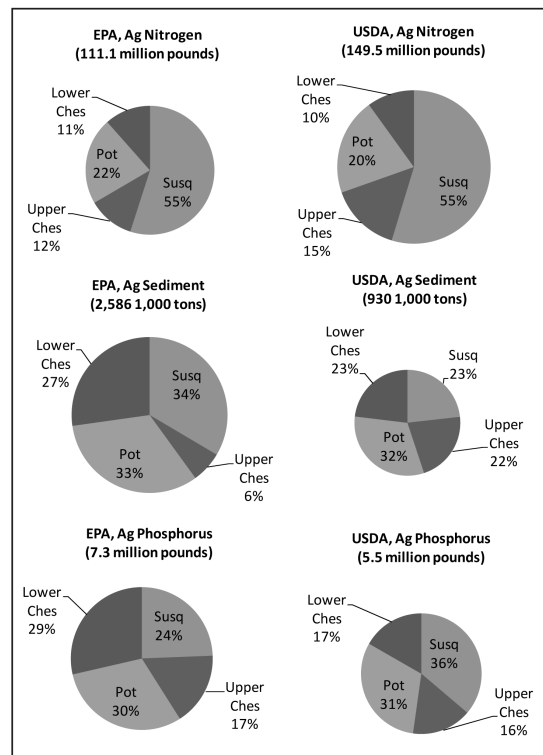 EPA, Ag Nitrogen
(111.1 million pounds)
Lower
Ches
11%
Pot
22%
Susq
55%
Upper
Ches
12%
USDA, Ag Nitrogen
(149.5 million pounds)
Lower
Ches
10%
Pot
20%
Susq
55%
Upper
Ches
15%
EPA, Ag Sediment
(2,586 1,000 tons)
Lower
Ches
27%
Susq
34%
Pot
33%
Upper
Ches
6%
USDA, Ag Sediment
(930 1,000 tons)
Lower
Ches
23%
Susq
23%
Pot
32%
Upper
Ches
22%
EPA, Ag Phosphorus
(7.3 million pounds)
Lower
Ches
29%
Susq
24%
Pot
30%
Upper
Ches
17%
USDA, Ag Phosphorus
(5.5 million pounds)
Lower
Ches
17%
Susq
36%
Pot
31%
Upper
Ches
16%